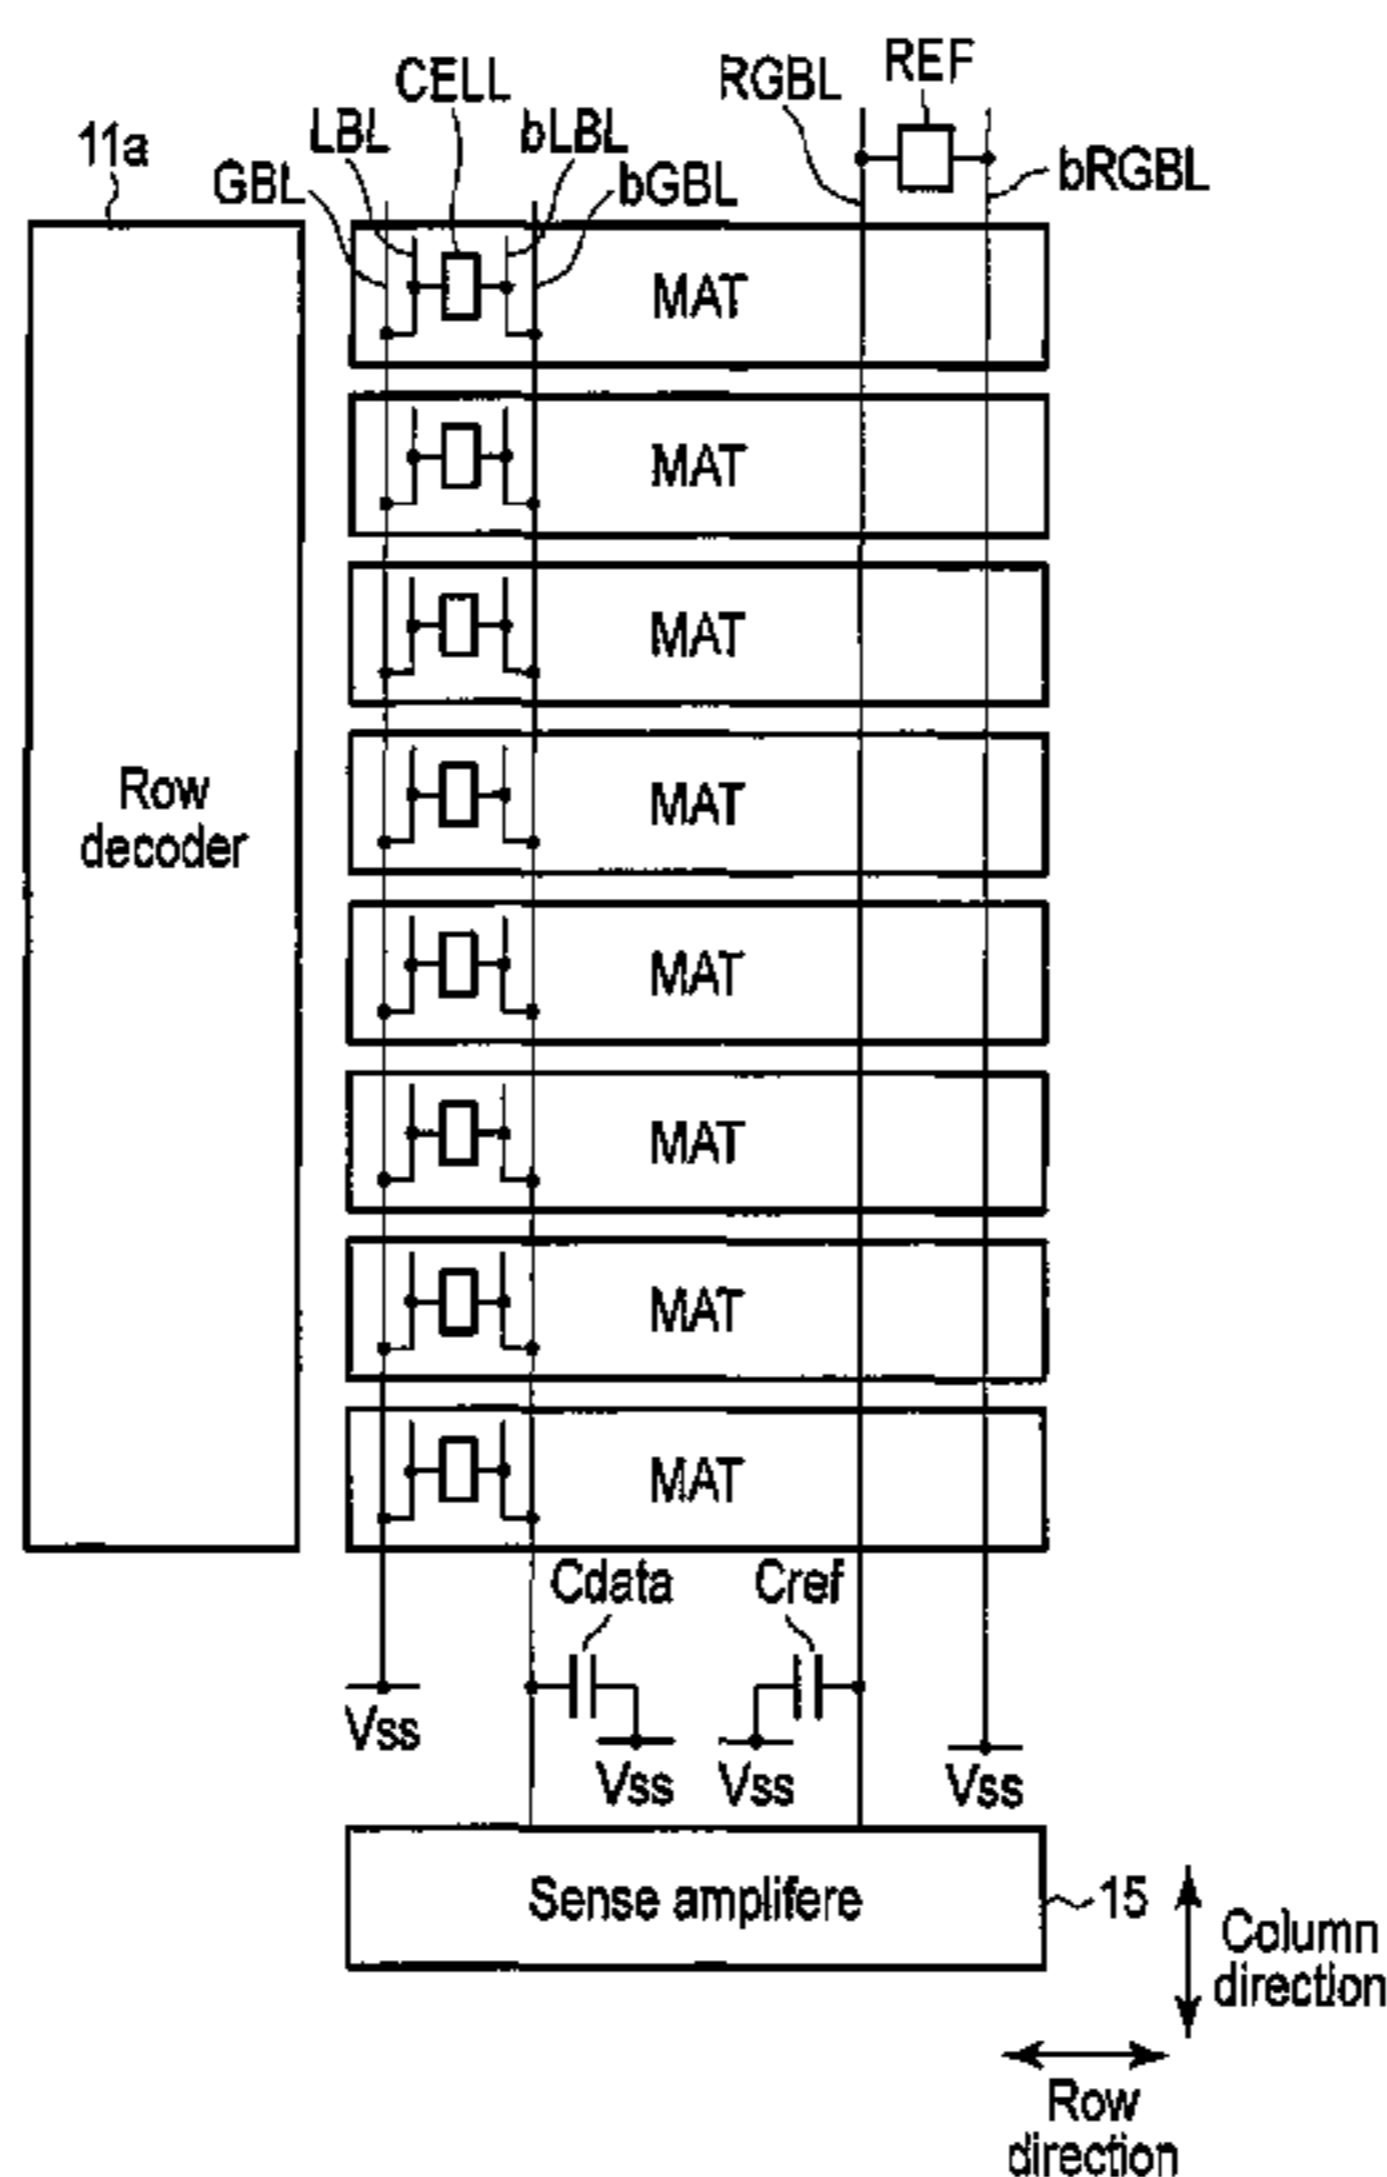 CELL
RGBL
REF
11a
LBL
bLBL
GBL
bGBL
bRGBL
MAT
MAT
MAT
Row
decoder
MAT
MAT
MAT
MAT
MAT
Cdata
Cref
Vss
Vss
Vss
Vss
Sense amplifere
15
Column
direction
Row
direction